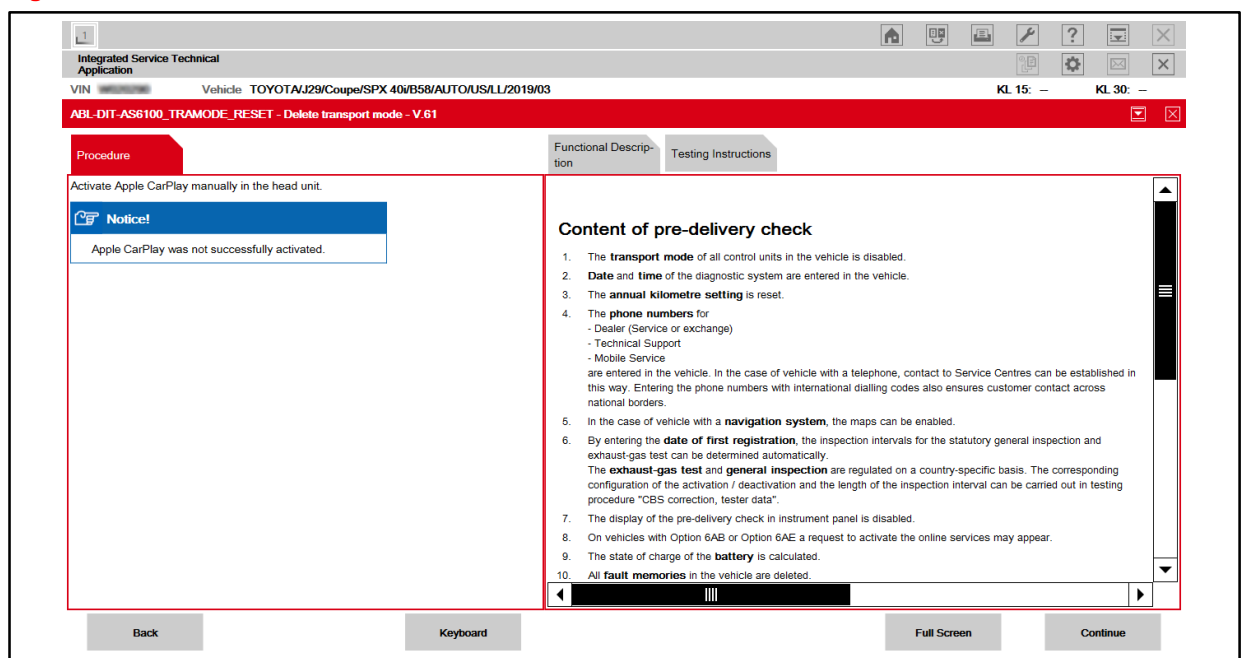 1
Integrated Service Technical
Application
VIN
Vehicle TOYOTA/J29/Coupe/SPX 40i/B58/AUTO/US/LL/2019/03
KL 15: –
KL 30: –
ABL-DIT-AS6100_TRAMODE_RESET - Delete transport mode - V.61
Procedure
Activate Apple CarPlay manually in the head unit.
Notice!
Apple CarPlay was not successfully activated.
Functional Descrip-
tion
Testing Instructions
Content of pre-delivery check
1. The transport mode of all control units in the vehicle is disabled.
2. Date and time of the diagnostic system are entered in the vehicle.
3. The annual kilometre setting is reset.
4. The phone numbers for
- Dealer (Service or exchange)
- Technical Support
- Mobile Service
are entered in the vehicle. In the case of vehicle with a telephone, contact to Service Centres can be established in
this way. Entering the phone numbers with international dialling codes also ensures customer contact across
national borders.
5. In the case of vehicle with a navigation system, the maps can be enabled.
6. By entering the date of first registration, the inspection intervals for the statutory general inspection and
exhaust-gas test can be determined automatically.
The exhaust-gas test and general inspection are regulated on a country-specific basis. The corresponding
configuration of the activation / deactivation and the length of the inspection interval can be carried out in testing
procedure "CBS correction, tester data".
7. The display of the pre-delivery check in instrument panel is disabled.
8. On vehicles with Option 6AB or Option 6AE a request to activate the online services may appear.
9. The state of charge of the battery is calculated.
10. All fault memories in the vehicle are deleted.
Back
Keyboard
Full Screen
Continue